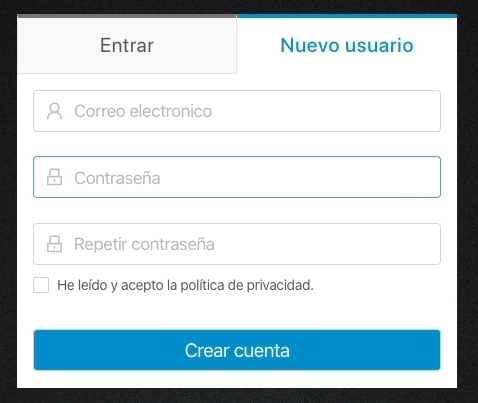 Entrar
Nuevo usuario
Correo electronico
Contraseña
Repetir contraseña
He leído y acepto la política de privacidad.
Crear cuenta